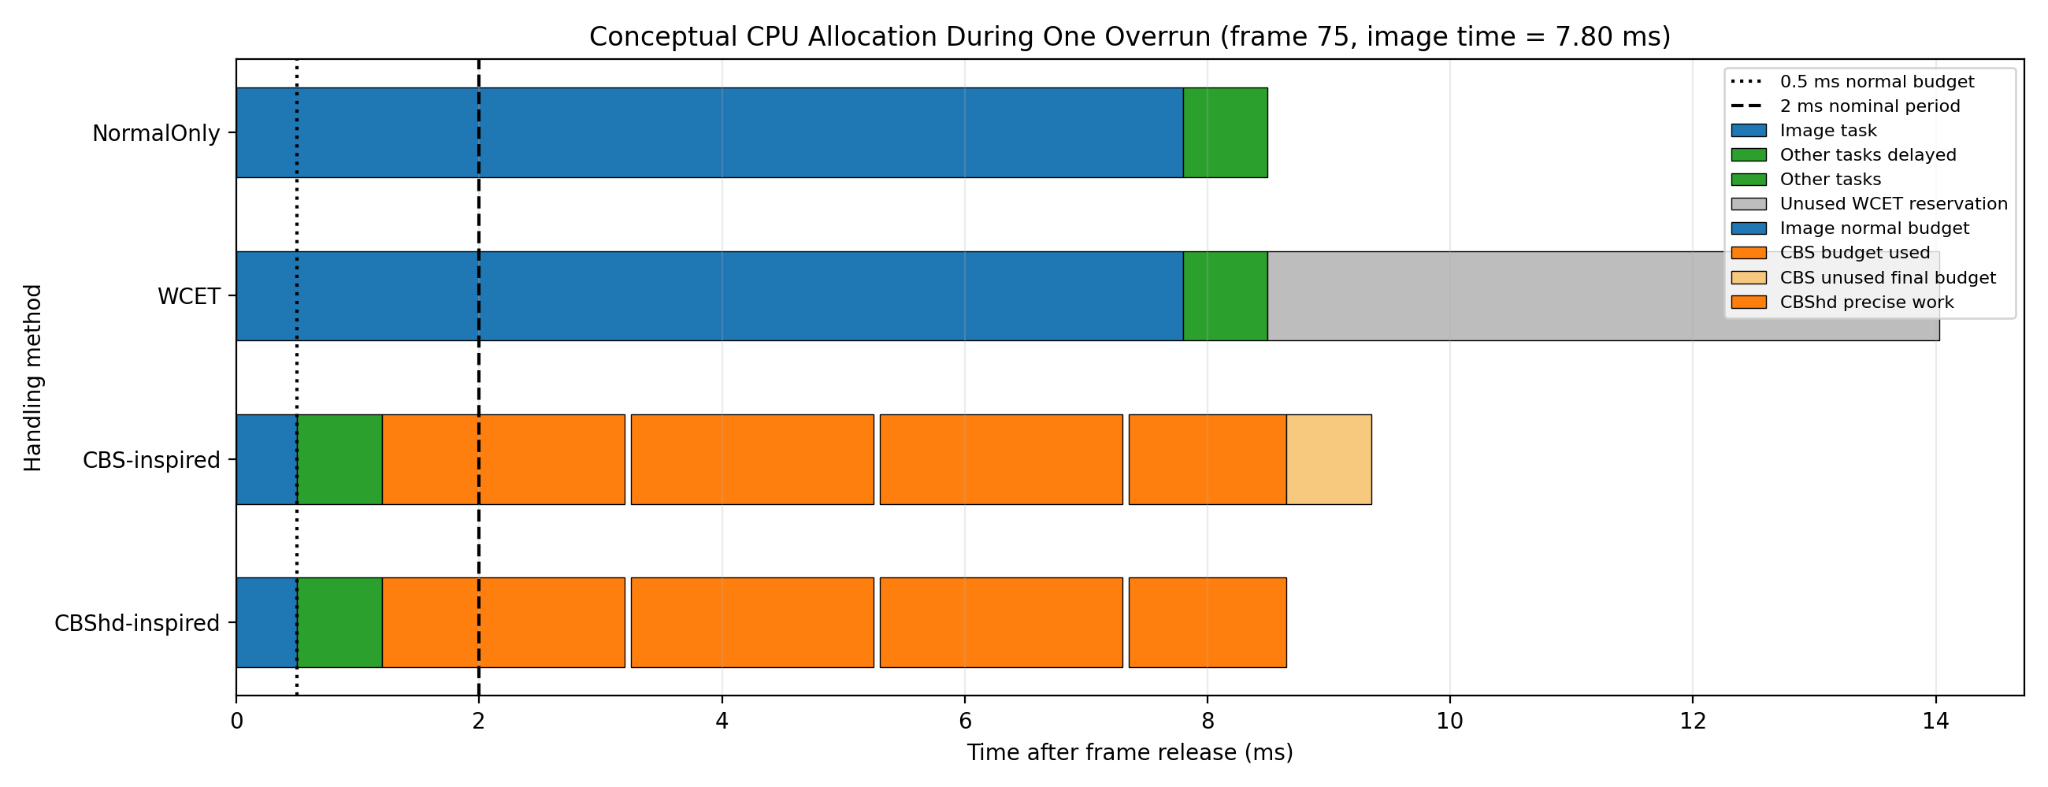 Conceptual CPU Allocation During One Overrun (frame 75, image time = 7.80 ms)
0.5 ms normal budget
2 ms nominal period
Image task
Other tasks delayed
Other tasks
Unused WCET reservation
Image normal budget
CBS budget used
CBS unused final budget
CBShd precise work
Handling method
NormalOnly
WCET
CBS-inspired
CBShd-inspired
0 2 4 6 8 10 12 14
Time after frame release (ms)